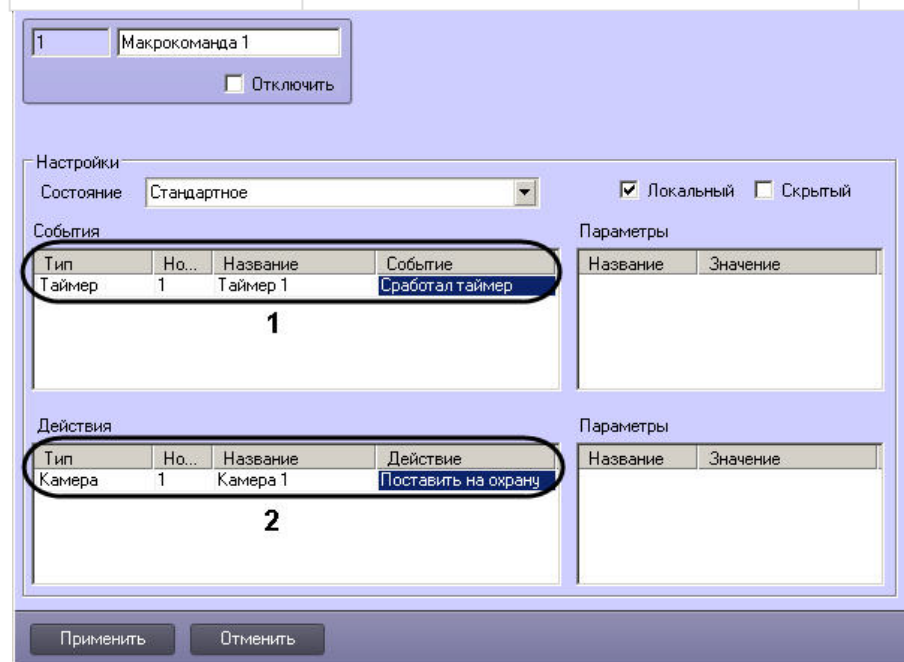 1 Макрокоманда 1
Отключить
Настройки
Состояние Стандартное Локальный Скрытый
События Параметры
Тип Но... Название Событие Название Значение
Таймер 1 Таймер 1 Сработал таймер
1
Действия Параметры
Тип Но... Название Действие Название Значение
Камера 1 Камера 1 Поставить на охрану
2
Применить Отменить